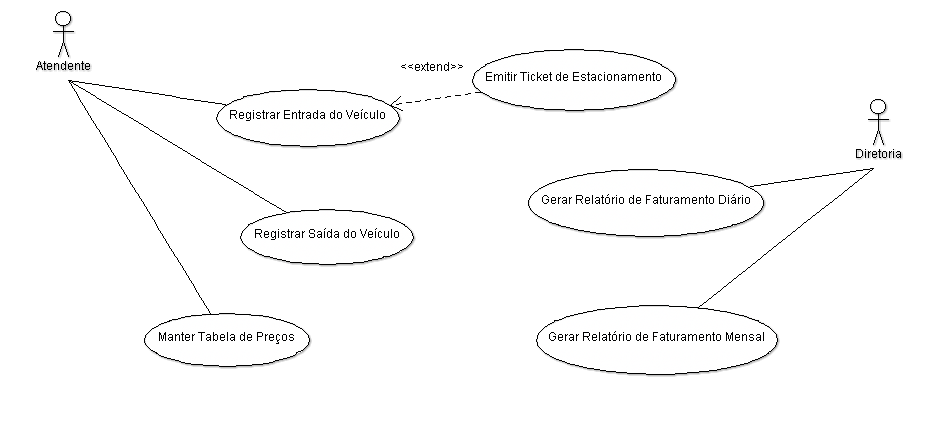 Atendente
<<extend>>
Emitir Ticket de Estacionamento
Registrar Entrada do Veículo
Diretoria
Gerar Relatório de Faturamento Diário
Registrar Saída do Veículo
Manter Tabela de Preços
Gerar Relatório de Faturamento Mensal